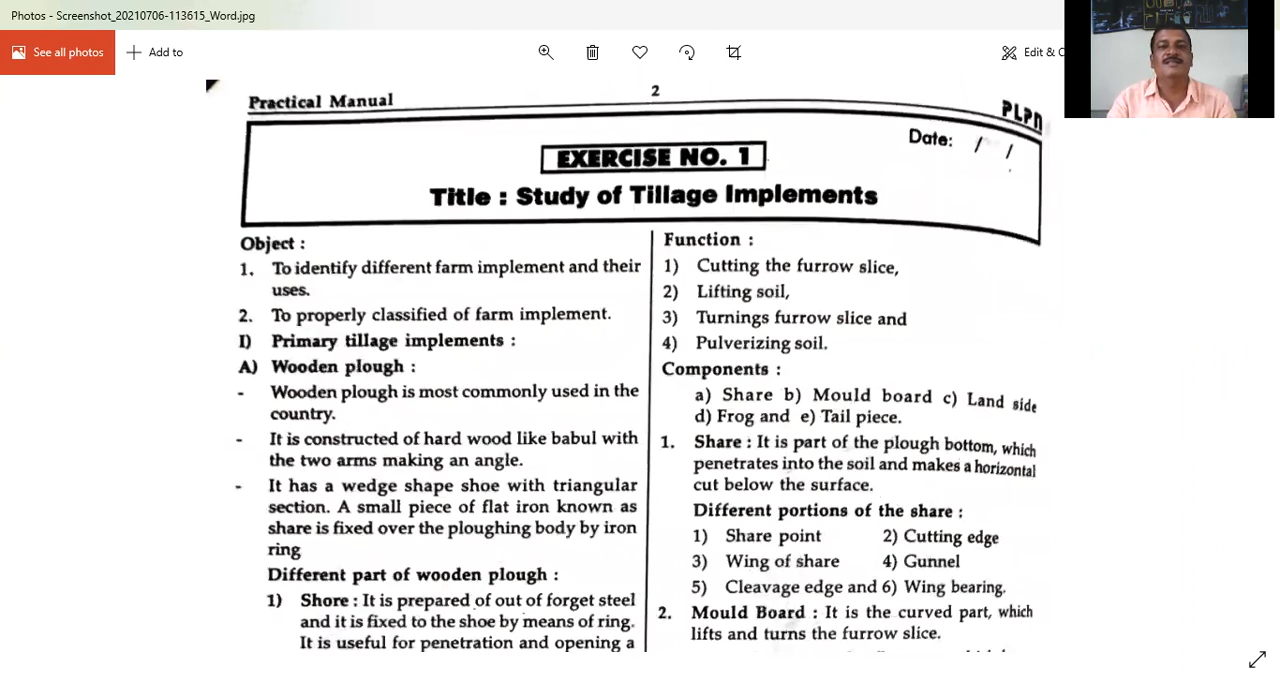 Photos - Screenshot_20210706-113615_Word.jpg
See all photos
Add to
Edit & C
Practical Manual
2
PLPM
Date: / /
EXERCISE NO. 1
Title : Study of Tillage Implements
Object :
1. To identify different farm implement and their
uses.
2. To properly classified of farm implement.
I) Primary tillage implements :
A) Wooden plough :
- Wooden plough is most commonly used in the
country.
- It is constructed of hard wood like babul with
the two arms making an angle.
- It has a wedge shape shoe with triangular
section. A small piece of flat iron known as
share is fixed over the ploughing body by iron
ring
Different part of wooden plough :
1) Shore : It is prepared of out of forget steel
and it is fixed to the shoe by means of ring.
It is useful for penetration and opening a
Function :
1) Cutting the furrow slice,
2) Lifting soil,
3) Turnings furrow slice and
4) Pulverizing soil.
Components :
a) Share b) Mould board c) Land side
d) Frog and e) Tail piece.
1. Share : It is part of the plough bottom, which
penetrates into the soil and makes a horizontal
cut below the surface.
Different portions of the share :
1) Share point 2) Cutting edge
3) Wing of share 4) Gunnel
5) Cleavage edge and 6) Wing bearing.
2. Mould Board : It is the curved part, which
lifts and turns the furrow slice.